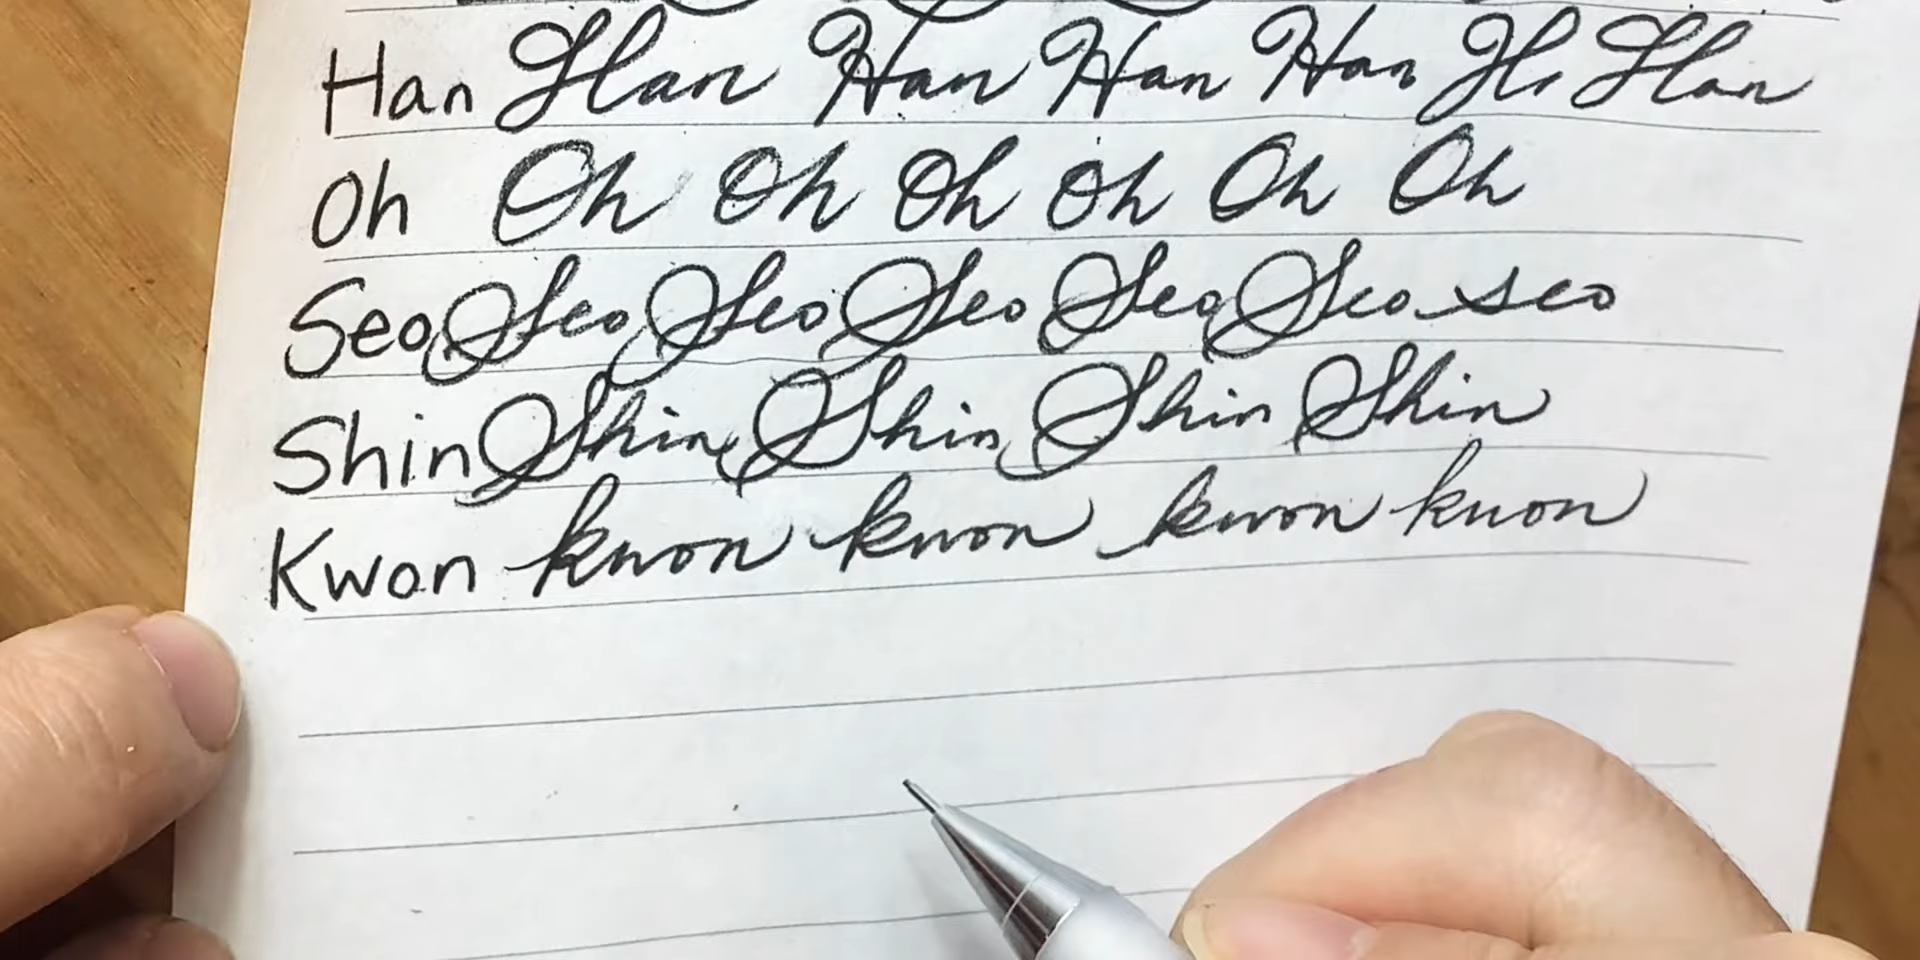 Han Han Han Han Han H Han
Oh Oh Oh Oh Oh Oh Oh
Seo Seo Seo Seo Seo Seo seo
Shin Shin Shin Shin Shin
Kwon kwon kwon kwon kwon